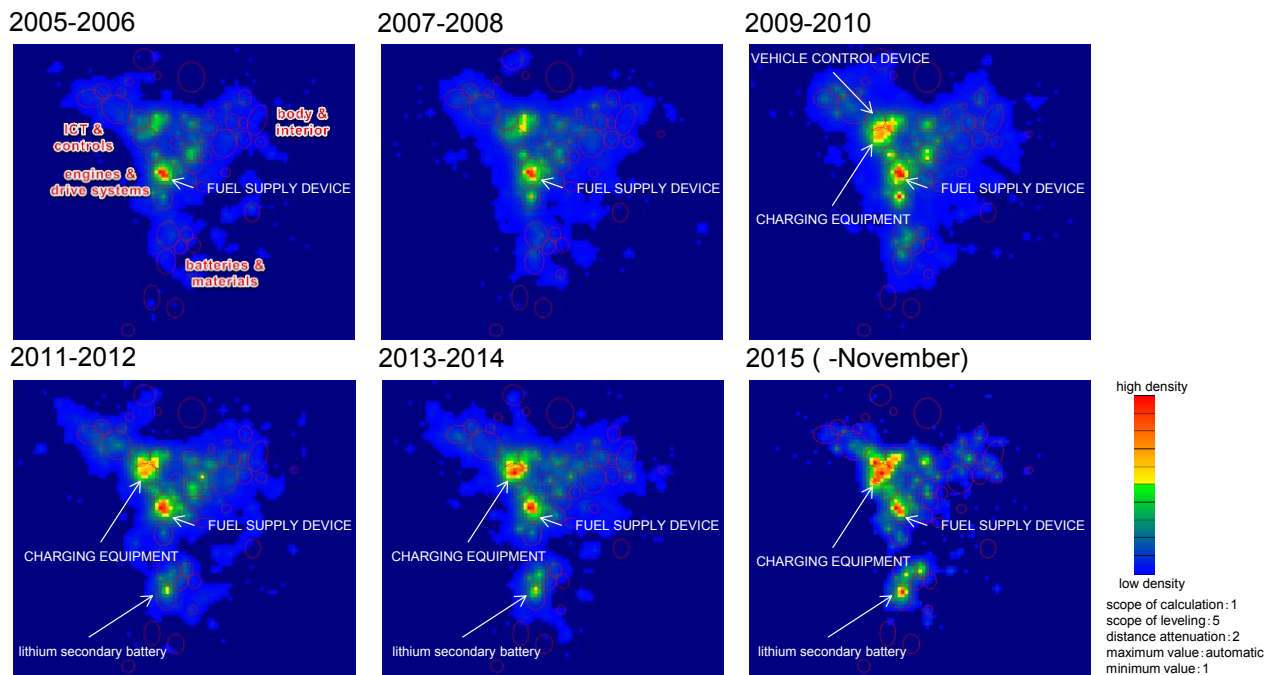 2005-2006
2007-2008
2009-2010
ICT &
controls
body &
interior
engines &
drive systems
FUEL SUPPLY DEVICE
batteries &
materials
FUEL SUPPLY DEVICE
VEHICLE CONTROL DEVICE
FUEL SUPPLY DEVICE
CHARGING EQUIPMENT
2011-2012
2013-2014
2015 ( -November)
FUEL SUPPLY DEVICE
CHARGING EQUIPMENT
lithium secondary battery
FUEL SUPPLY DEVICE
CHARGING EQUIPMENT
lithium secondary battery
FUEL SUPPLY DEVICE
CHARGING EQUIPMENT
lithium secondary battery
high density
low density
scope of calculation:1
scope of leveling:5
distance attenuation:2
maximum value:automatic
minimum value:1